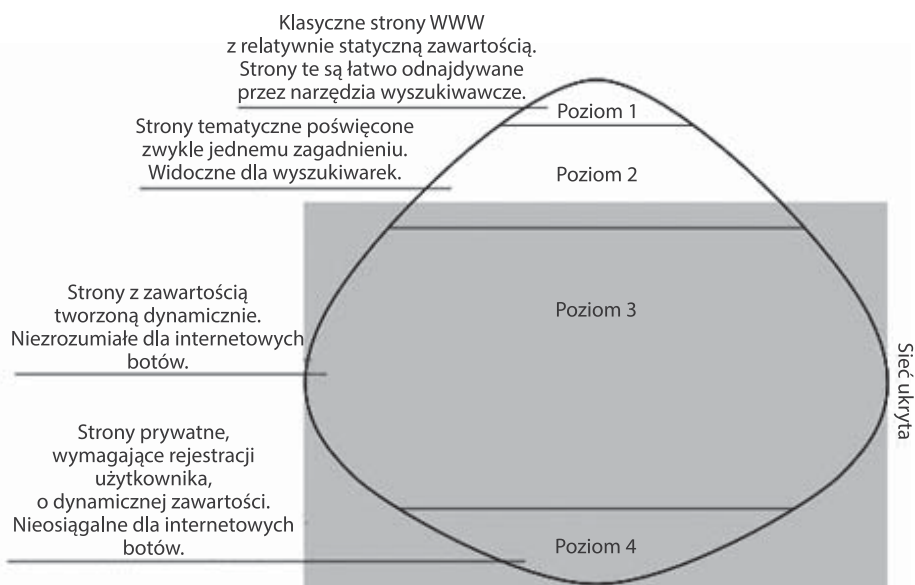 Klasyczne strony WWW
z relatywnie statyczną zawartością.
Strony te są łatwo odnajdywane
przez narzędzia wyszukiwawcze.
Poziom 1
Strony tematyczne poświęcone
zwykle jednemu zagadnieniu.
Widoczne dla wyszukiwarek.
Poziom 2
Strony z zawartością
tworzoną dynamicznie.
Niezrozumiałe dla internetowych
botów.
Poziom 3
Sieć ukryta
Strony prywatne,
wymagające rejestracji
użytkownika,
o dynamicznej zawartości.
Nieosiągalne dla internetowych
botów.
Poziom 4